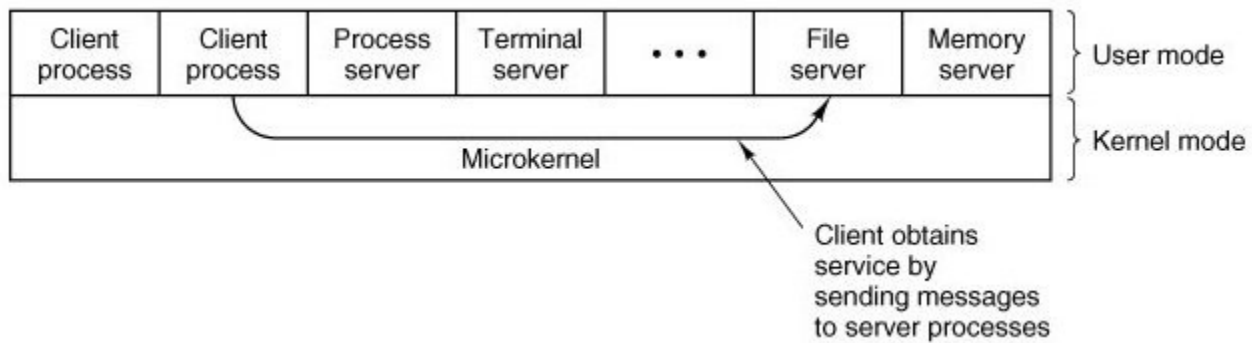 Client process
Client process
Process server
Terminal server
• • •
File server
Memory server
User mode
Microkernel
Kernel mode
Client obtains
service by
sending messages
to server processes